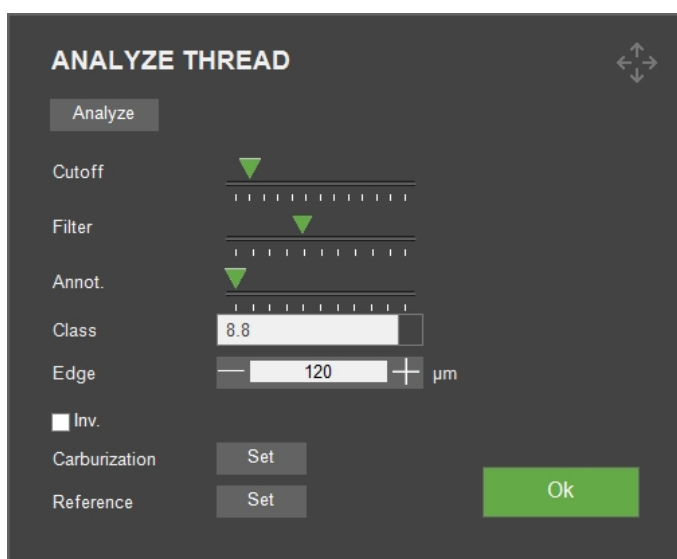 ANALYZE THREAD
Analyze
Cutoff
Filter
Annot.
Class 8.8
Edge 120 µm
Inv.
Carburization Set
Reference Set
Ok